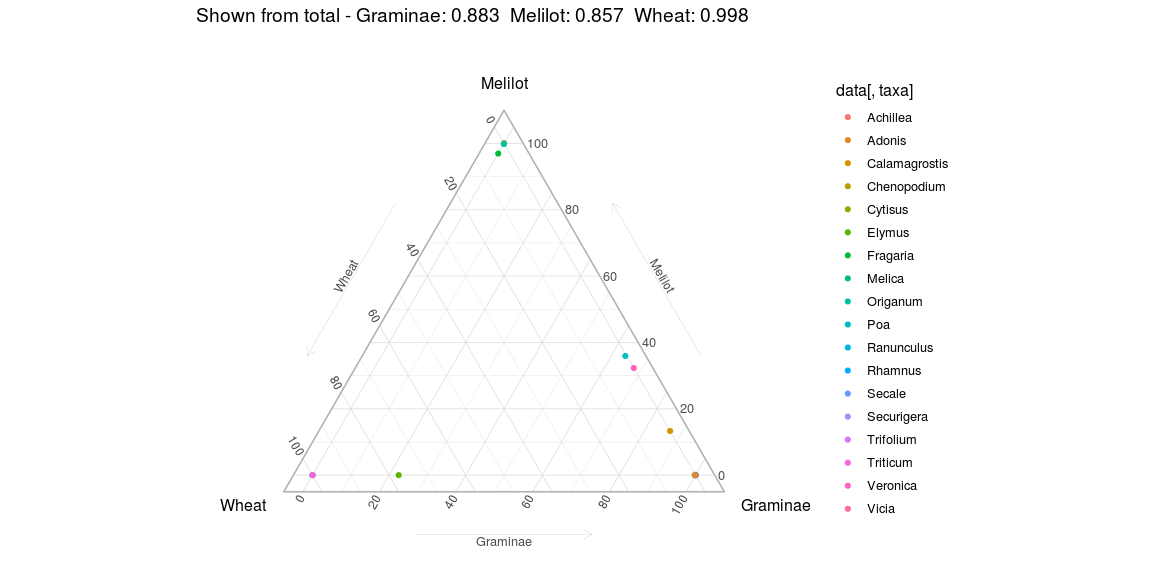 Shown from total - Graminae: 0.883 Melilot: 0.857 Wheat: 0.998
Melilot
data[, taxa]
Achillea
Adonis
Calamagrostis
Chenopodium
Cytisus
Elymus
Fragaria
Melica
Origanum
Poa
Ranunculus
Rhamnus
Secale
Securigera
Trifolium
Triticum
Veronica
Vicia
0
20
40
60
80
100
Wheat
100
80
60
40
20
0
Melilot
Wheat
Graminae
0
20
40
60
80
100
Graminae